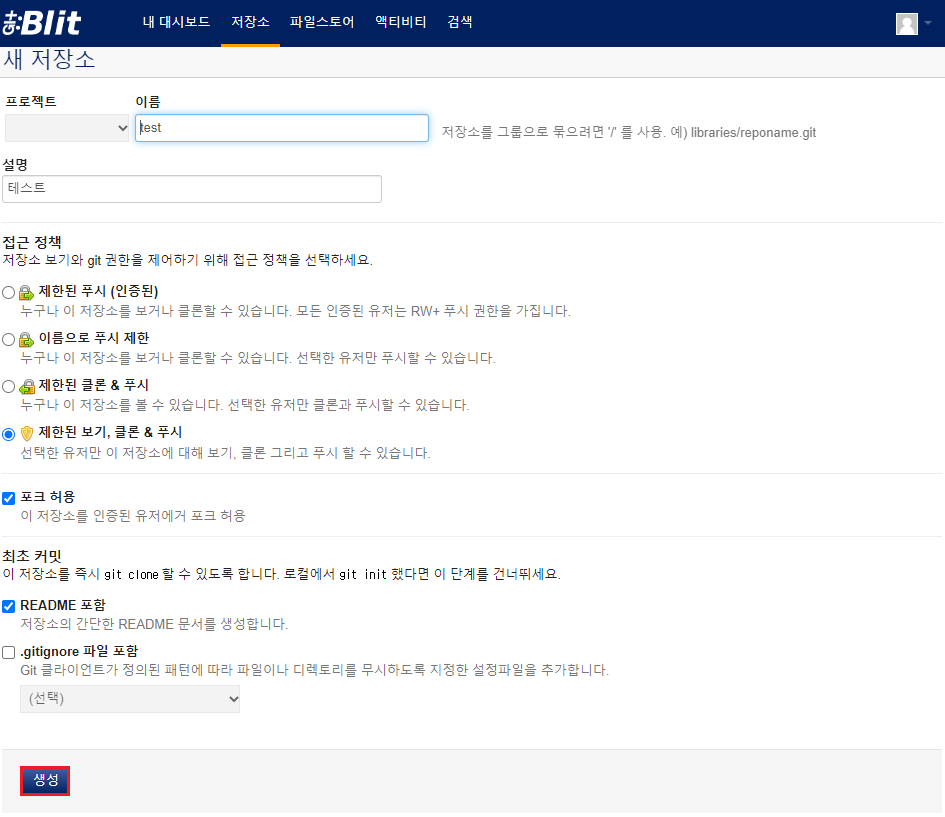 Blit
내 대시보드 저장소 파일스토어 액티비티 검색
새 저장소
프로젝트 이름
test 저장소를 그룹으로 묶으려면 '/' 를 사용. 예) libraries/reponame.git
설명
테스트
접근 정책
저장소 보기와 git 권한을 제어하기 위해 접근 정책을 선택하세요.
제한된 푸시 (인증된)
누구나 이 저장소를 보거나 클론할 수 있습니다. 모든 인증된 유저는 RW+ 푸시 권한을 가집니다.
이름으로 푸시 제한
누구나 이 저장소를 보거나 클론할 수 있습니다. 선택한 유저만 푸시할 수 있습니다.
제한된 클론 & 푸시
누구나 이 저장소를 볼 수 있습니다. 선택한 유저만 클론과 푸시할 수 있습니다.
제한된 보기, 클론 & 푸시
선택한 유저만 이 저장소에 대해 보기, 클론 그리고 푸시 할 수 있습니다.
포크 허용
이 저장소를 인증된 유저에거 포크 허용
최초 커밋
이 저장소를 즉시 git clone 할 수 있도록 합니다. 로컬에서 git init 했다면 이 단계를 건너뛰세요.
README 포함
저장소의 간단한 README 문서를 생성합니다.
.gitignore 파일 포함
Git 클라이언트가 정의된 패턴에 따라 파일이나 디렉토리를 무시하도록 지정한 설정파일을 추가합니다.
(선택)
생성